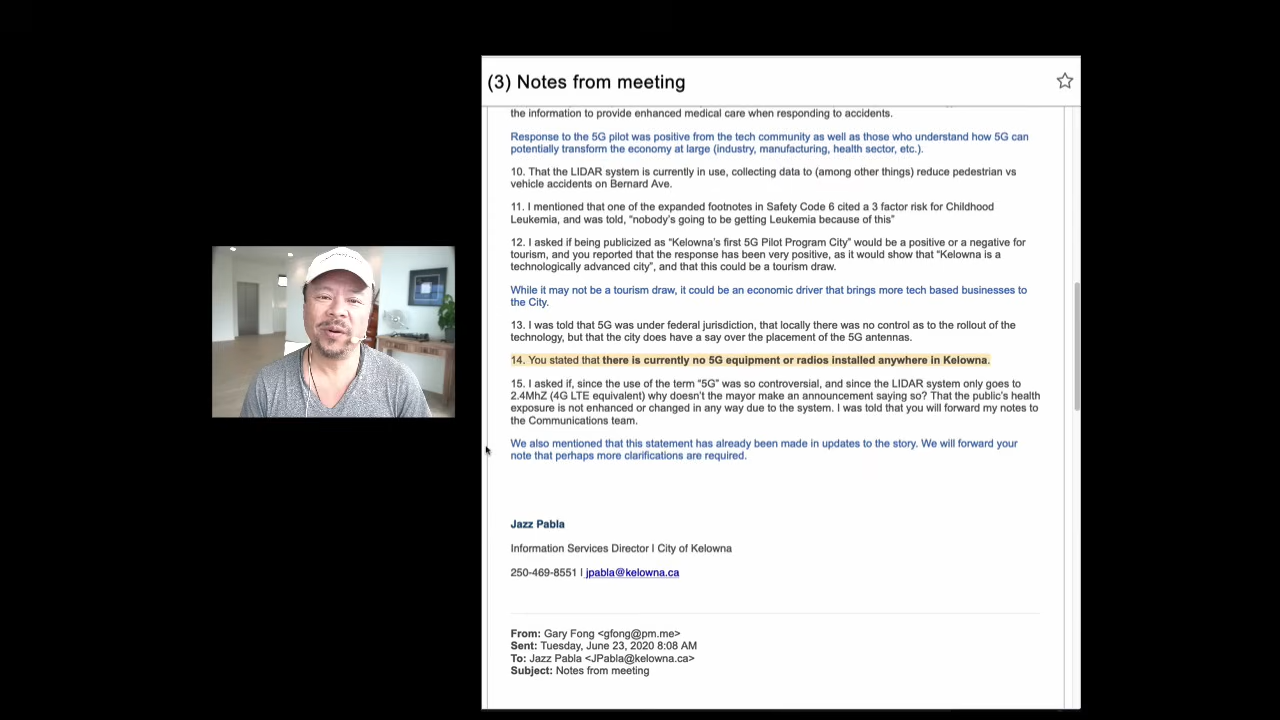 (3) Notes from meeting
the information to provide enhanced medical care when responding to accidents.
Response to the 5G pilot was positive from the tech community as well as those who understand how 5G can
potentially transform the economy at large (industry, manufacturing, health sector, etc.).
10. That the LIDAR system is currently in use, collecting data to (among other things) reduce pedestrian vs
vehicle accidents on Bernard Ave.
11. I mentioned that one of the expanded footnotes in Safety Code 6 cited a 3 factor risk for Childhood
Leukemia, and was told, “nobody’s going to be getting Leukemia because of this”
12. I asked if being publicized as “Kelowna’s first 5G Pilot Program City” would be a positive or a negative for
tourism, and you reported that the response has been very positive, as it would show that “Kelowna is a
technologically advanced city”, and that this could be a tourism draw.
While it may not be a tourism draw, it could be an economic driver that brings more tech based businesses to
the City.
13. I was told that 5G was under federal jurisdiction, that locally there was no control as to the rollout of the
technology, but that the city does have a say over the placement of the 5G antennas.
14. You stated that there is currently no 5G equipment or radios installed anywhere in Kelowna.
15. I asked if, since the use of the term “5G” was so controversial, and since the LIDAR system only goes to
2.4MhZ (4G LTE equivalent) why doesn’t the mayor make an announcement saying so? That the public’s health
exposure is not enhanced or changed in any way due to the system. I was told that you will forward my notes to
the Communications team.
We also mentioned that this statement has already been made in updates to the story. We will forward your
note that perhaps more clarifications are required.
Jazz Pabla
Information Services Director l City of Kelowna
250-469-8551 l jpabla@kelowna.ca
From: Gary Fong <gfong@pm.me>
Sent: Tuesday, June 23, 2020 8:08 AM
To: Jazz Pabla <JPabla@kelowna.ca>
Subject: Notes from meeting